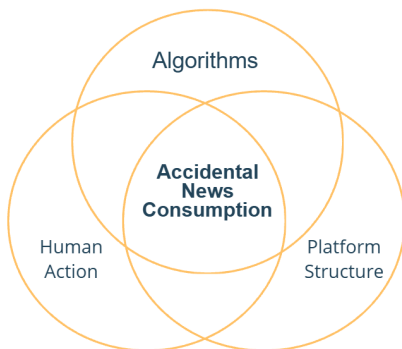 Algorithms
Accidental
News
Consumption
Human
Action
Platform
Structure